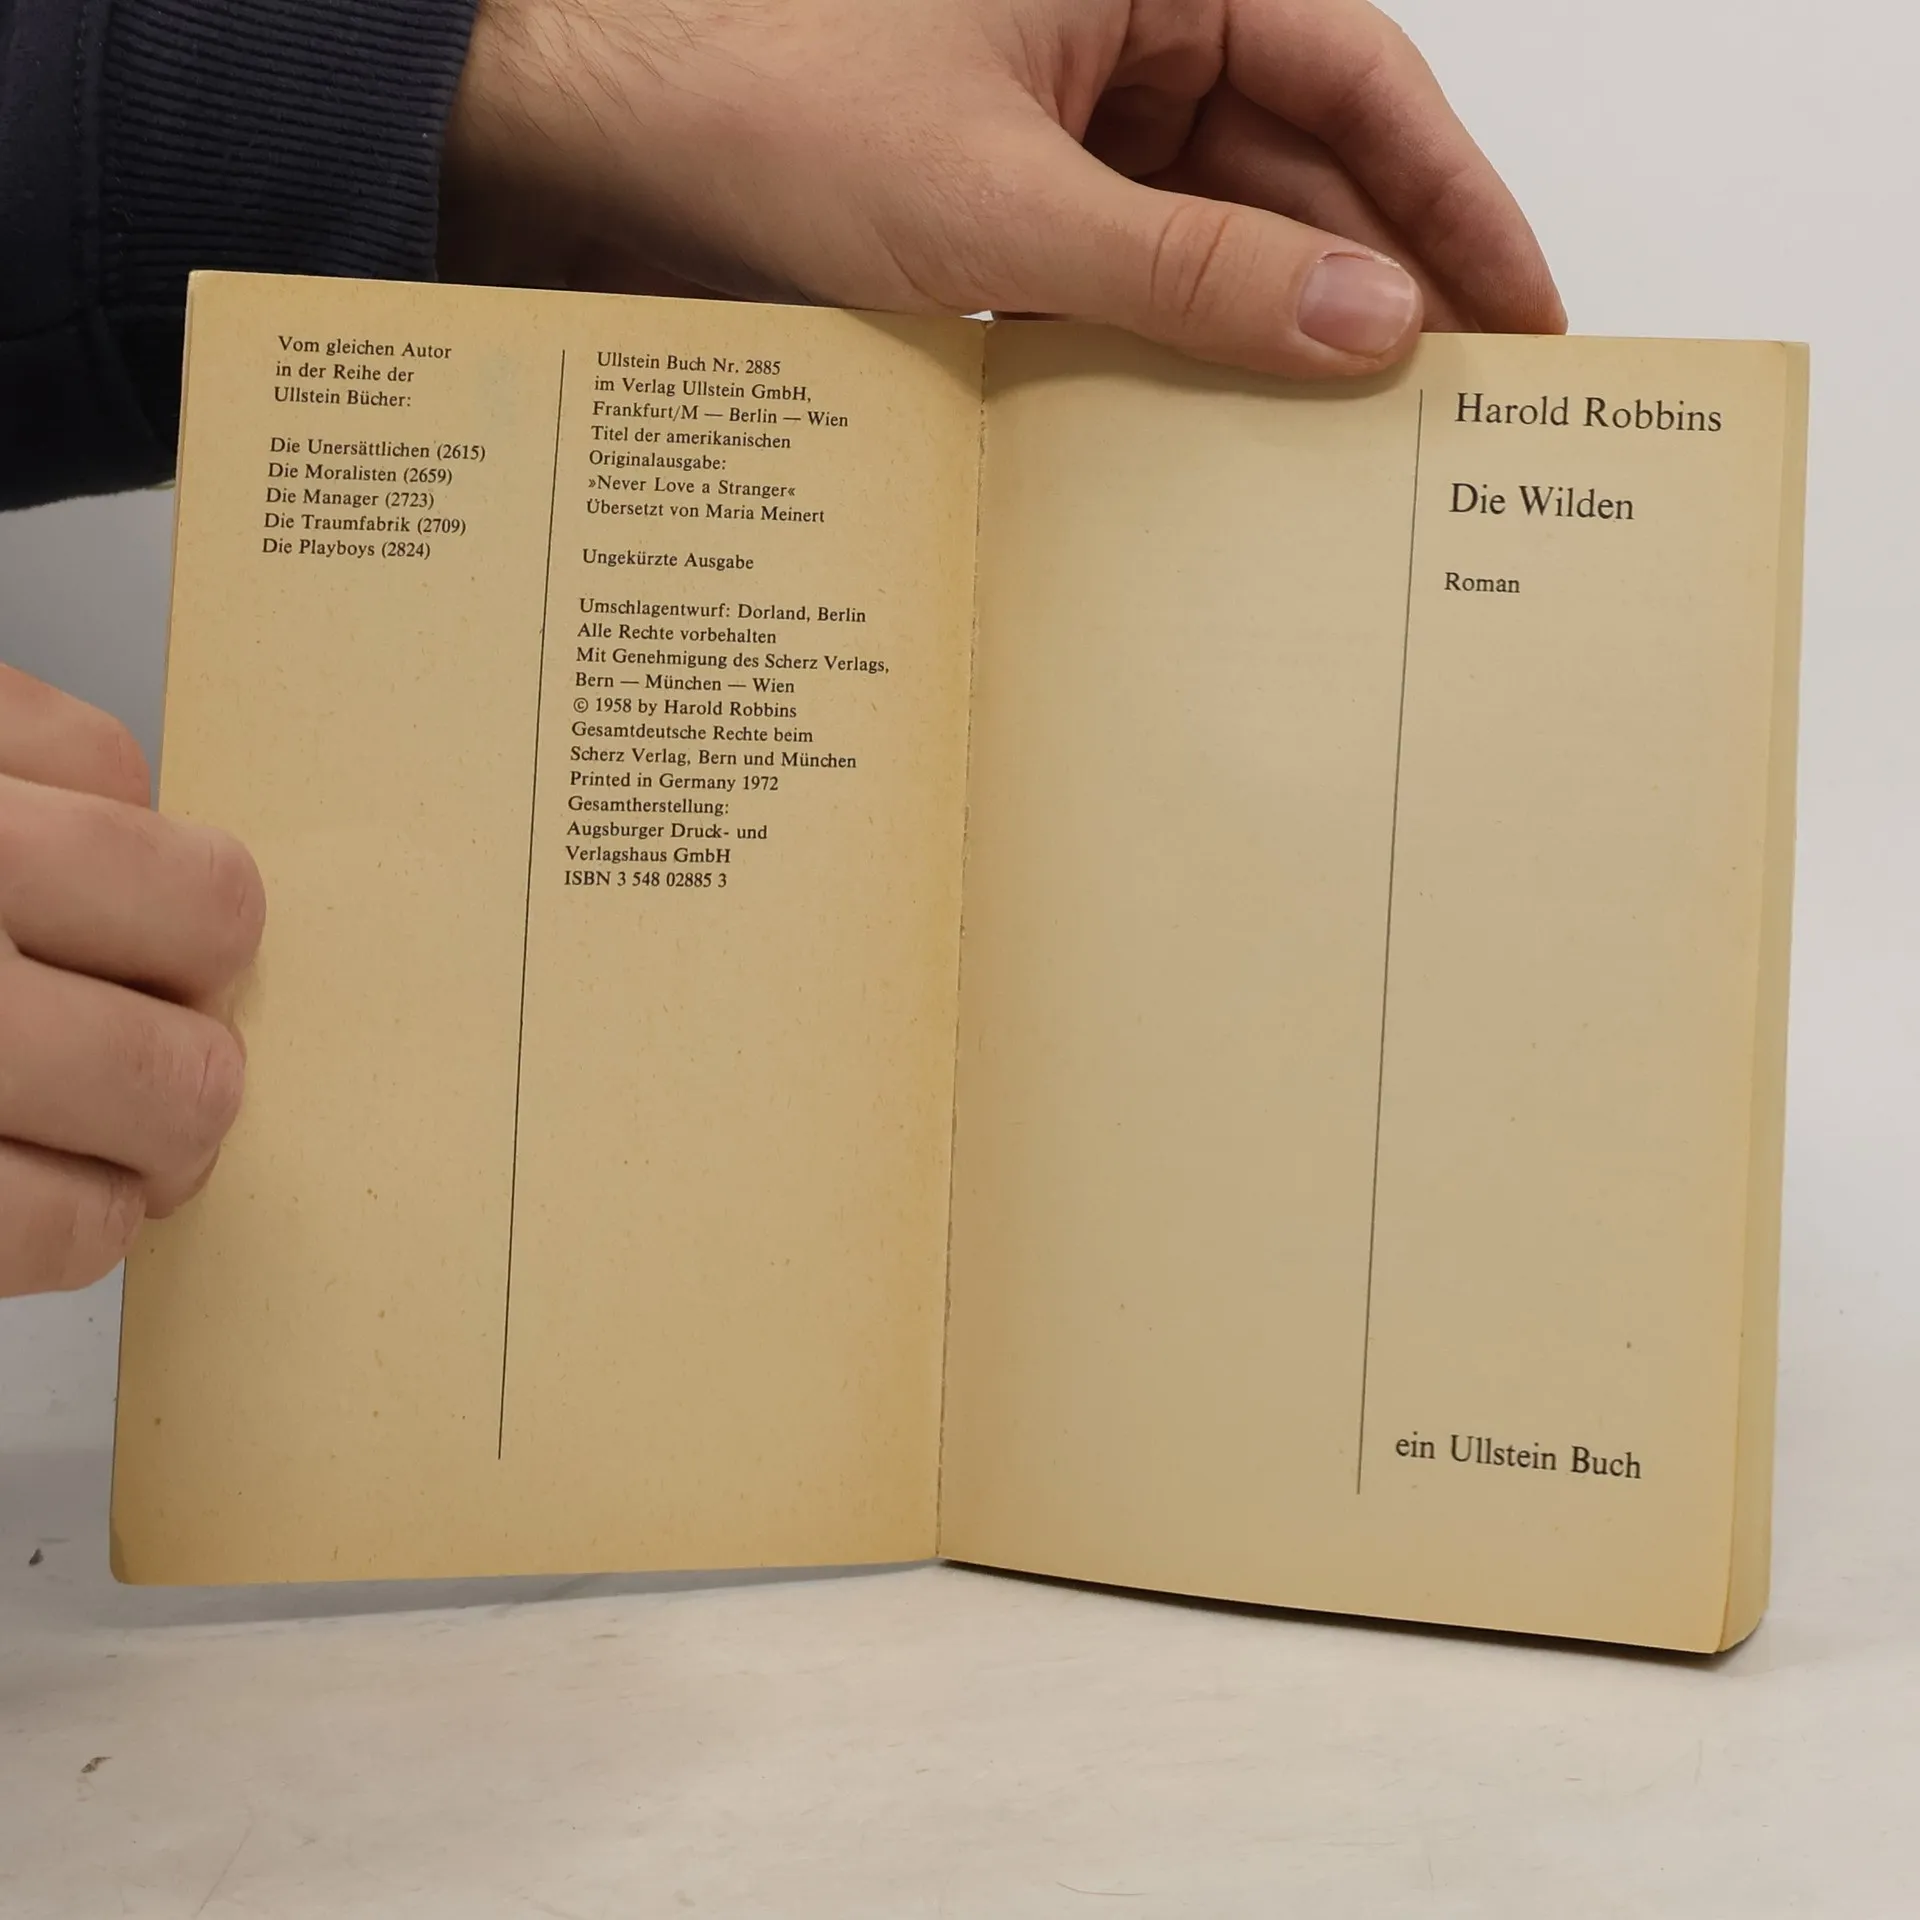 Vom gleichen Autor
in der Reihe der
Ullstein Bücher:
Die Unersättlichen (2615)
Die Moralisten (2659)
Die Manager (2723)
Die Traumfabrik (2709)
Die Playboys (2824)
Ullstein Buch Nr. 2885
im Verlag Ullstein GmbH,
Frankfurt/M — Berlin — Wien
Titel der amerikanischen
Originalausgabe:
»Never Love a Stranger«
Übersetzt von Maria Meinert
Ungekürzte Ausgabe
Umschlagentwurf: Dorland, Berlin
Alle Rechte vorbehalten
Mit Genehmigung des Scherz Verlags,
Bern — München — Wien
© 1958 by Harold Robbins
Gesamtdeutsche Rechte beim
Scherz Verlag, Bern und München
Printed in Germany 1972
Gesamtherstellung:
Augsburger Druck- und
Verlagshaus GmbH
ISBN 3 548 02885 3
Harold Robbins
Die Wilden
Roman
ein Ullstein Buch